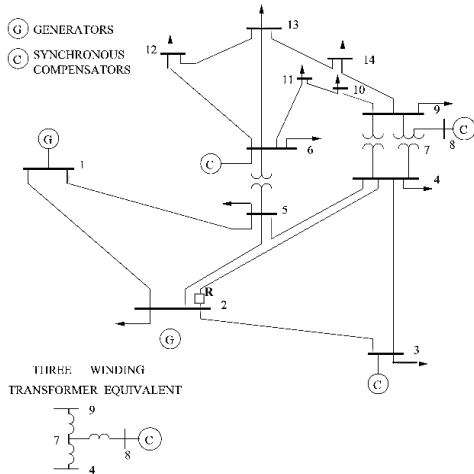 G GENERATORS
C SYNCHRONOUS
COMPENSATORS
13
12
14
11
10
9
G
C
6
7
8
C
1
4
5
R
2
G
3
C
THREE WINDING
TRANSFORMER EQUIVALENT
9
7
C
8
4